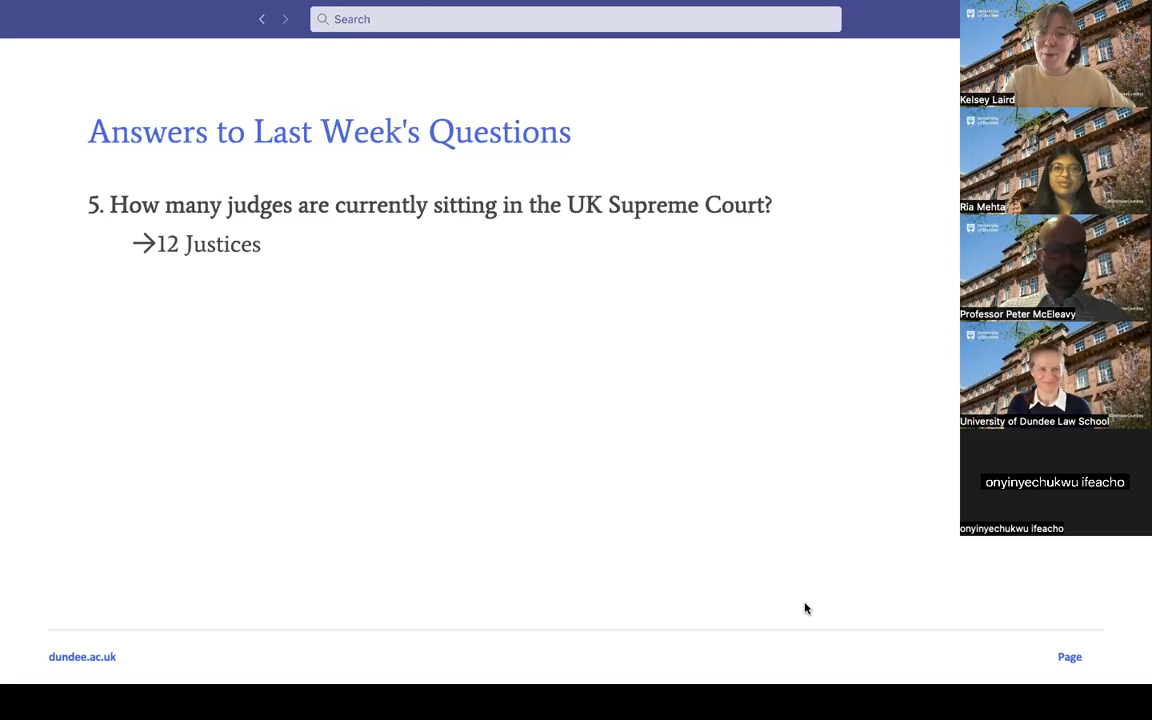 Search
Answers to Last Week's Questions
5. How many judges are currently sitting in the UK Supreme Court?
→12 Justices
dundee.ac.uk
Page
Kelsey Laird
Ria Mehta
Professor Peter McEleavy
University of Dundee Law School
onyinyechukwu ifeacho
onyinyechukwu ifeacho